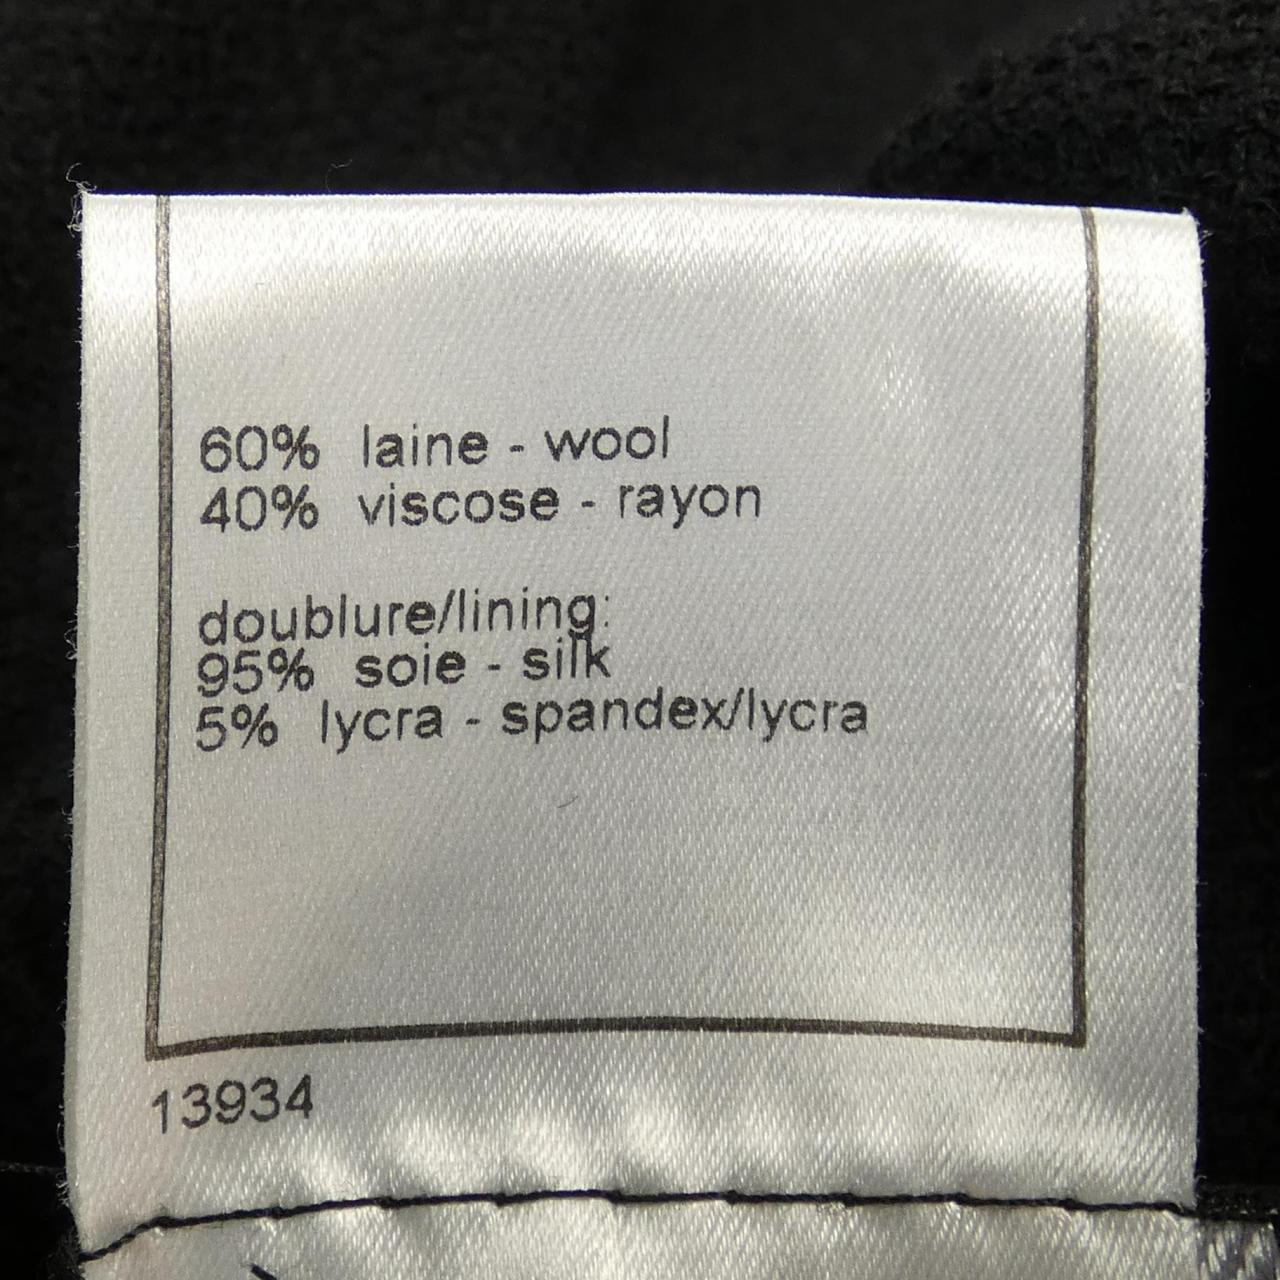 60% laine - wool
40% viscose - rayon
doublure/lining:
95% soie - silk
5% lycra - spandex/lycra
13934